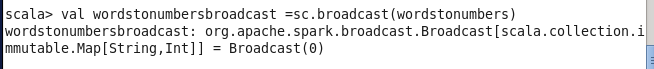 scala> val wordstonumbersbroadcast =sc.broadcast(wordstonumbers)
wordstonumbersbroadcast: org.apache.spark.broadcast.Broadcast[scala.collection.i
mmutable.Map[String,Int]] = Broadcast(0)